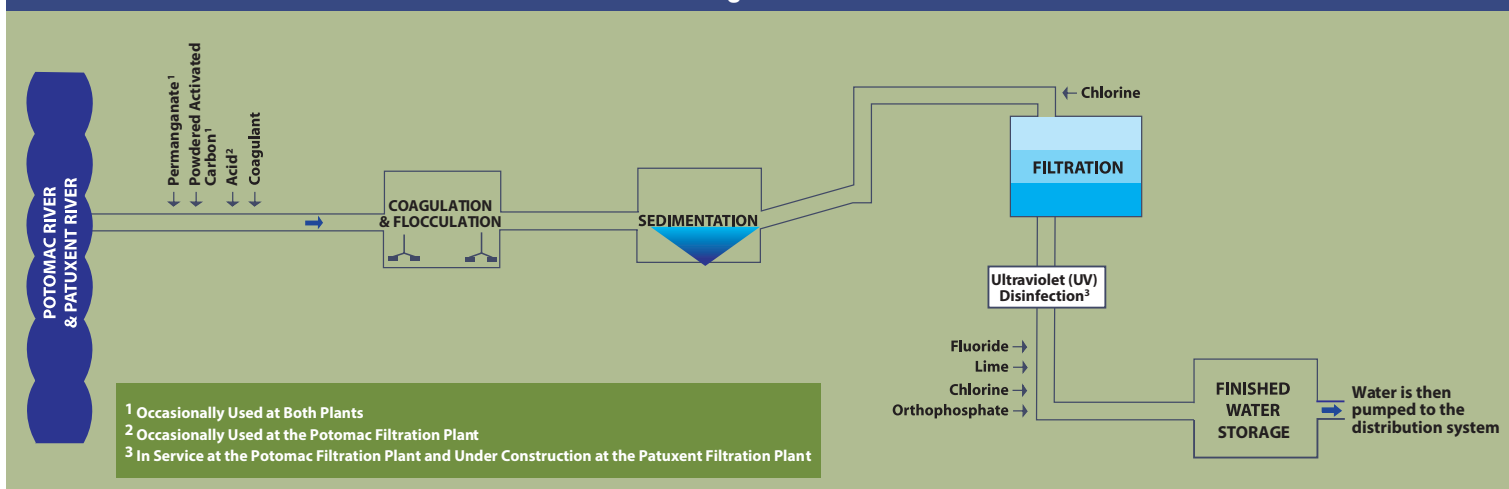 POTOMAC RIVER
& PATUXENT RIVER
Permanganate¹
Powdered Activated
Carbon¹
Acid²
Coagulant
COAGULATION
& FLOCCULATION
SEDIMENTATION
Chlorine
FILTRATION
Ultraviolet (UV)
Disinfection³
Fluoride
Lime
Chlorine
Orthophosphate
FINISHED
WATER
STORAGE
Water is then
pumped to the
distribution system
1 Occasionally Used at Both Plants
2 Occasionally Used at the Potomac Filtration Plant
3 In Service at the Potomac Filtration Plant and Under Construction at the Patuxent Filtration Plant